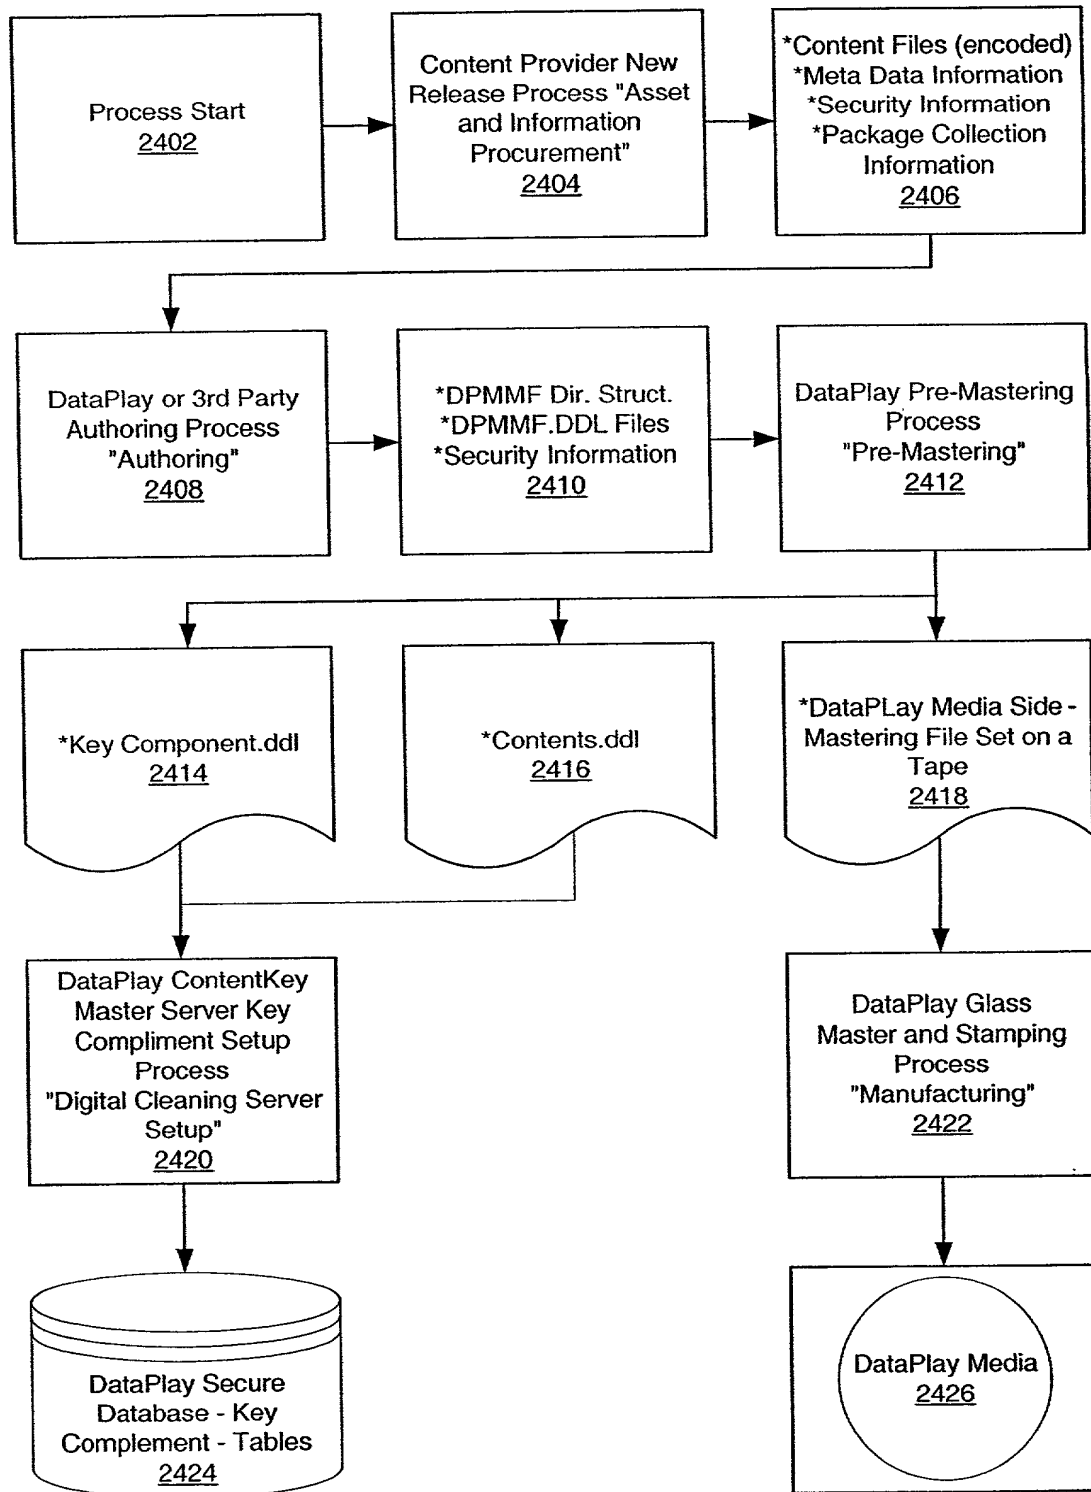 Process Start
2402
Content Provider New
Release Process "Asset
and Information
Procurement"
2404
*Content Files (encoded)
*Meta Data Information
*Security Information
*Package Collection
Information
2406
DataPlay or 3rd Party
Authoring Process
"Authoring"
2408
*DPMMF Dir. Struct.
*DPMMF.DDL Files
*Security Information
2410
DataPlay Pre-Mastering
Process
"Pre-Mastering"
2412
*Key Component.ddl
2414
*Contents.ddl
2416
*DataPLay Media Side -
Mastering File Set on a
Tape
2418
DataPlay ContentKey
Master Server Key
Compliment Setup
Process
"Digital Cleaning Server
Setup"
2420
DataPlay Glass
Master and Stamping
Process
"Manufacturing"
2422
DataPlay Secure
Database - Key
Complement - Tables
2424
DataPlay Media
2426